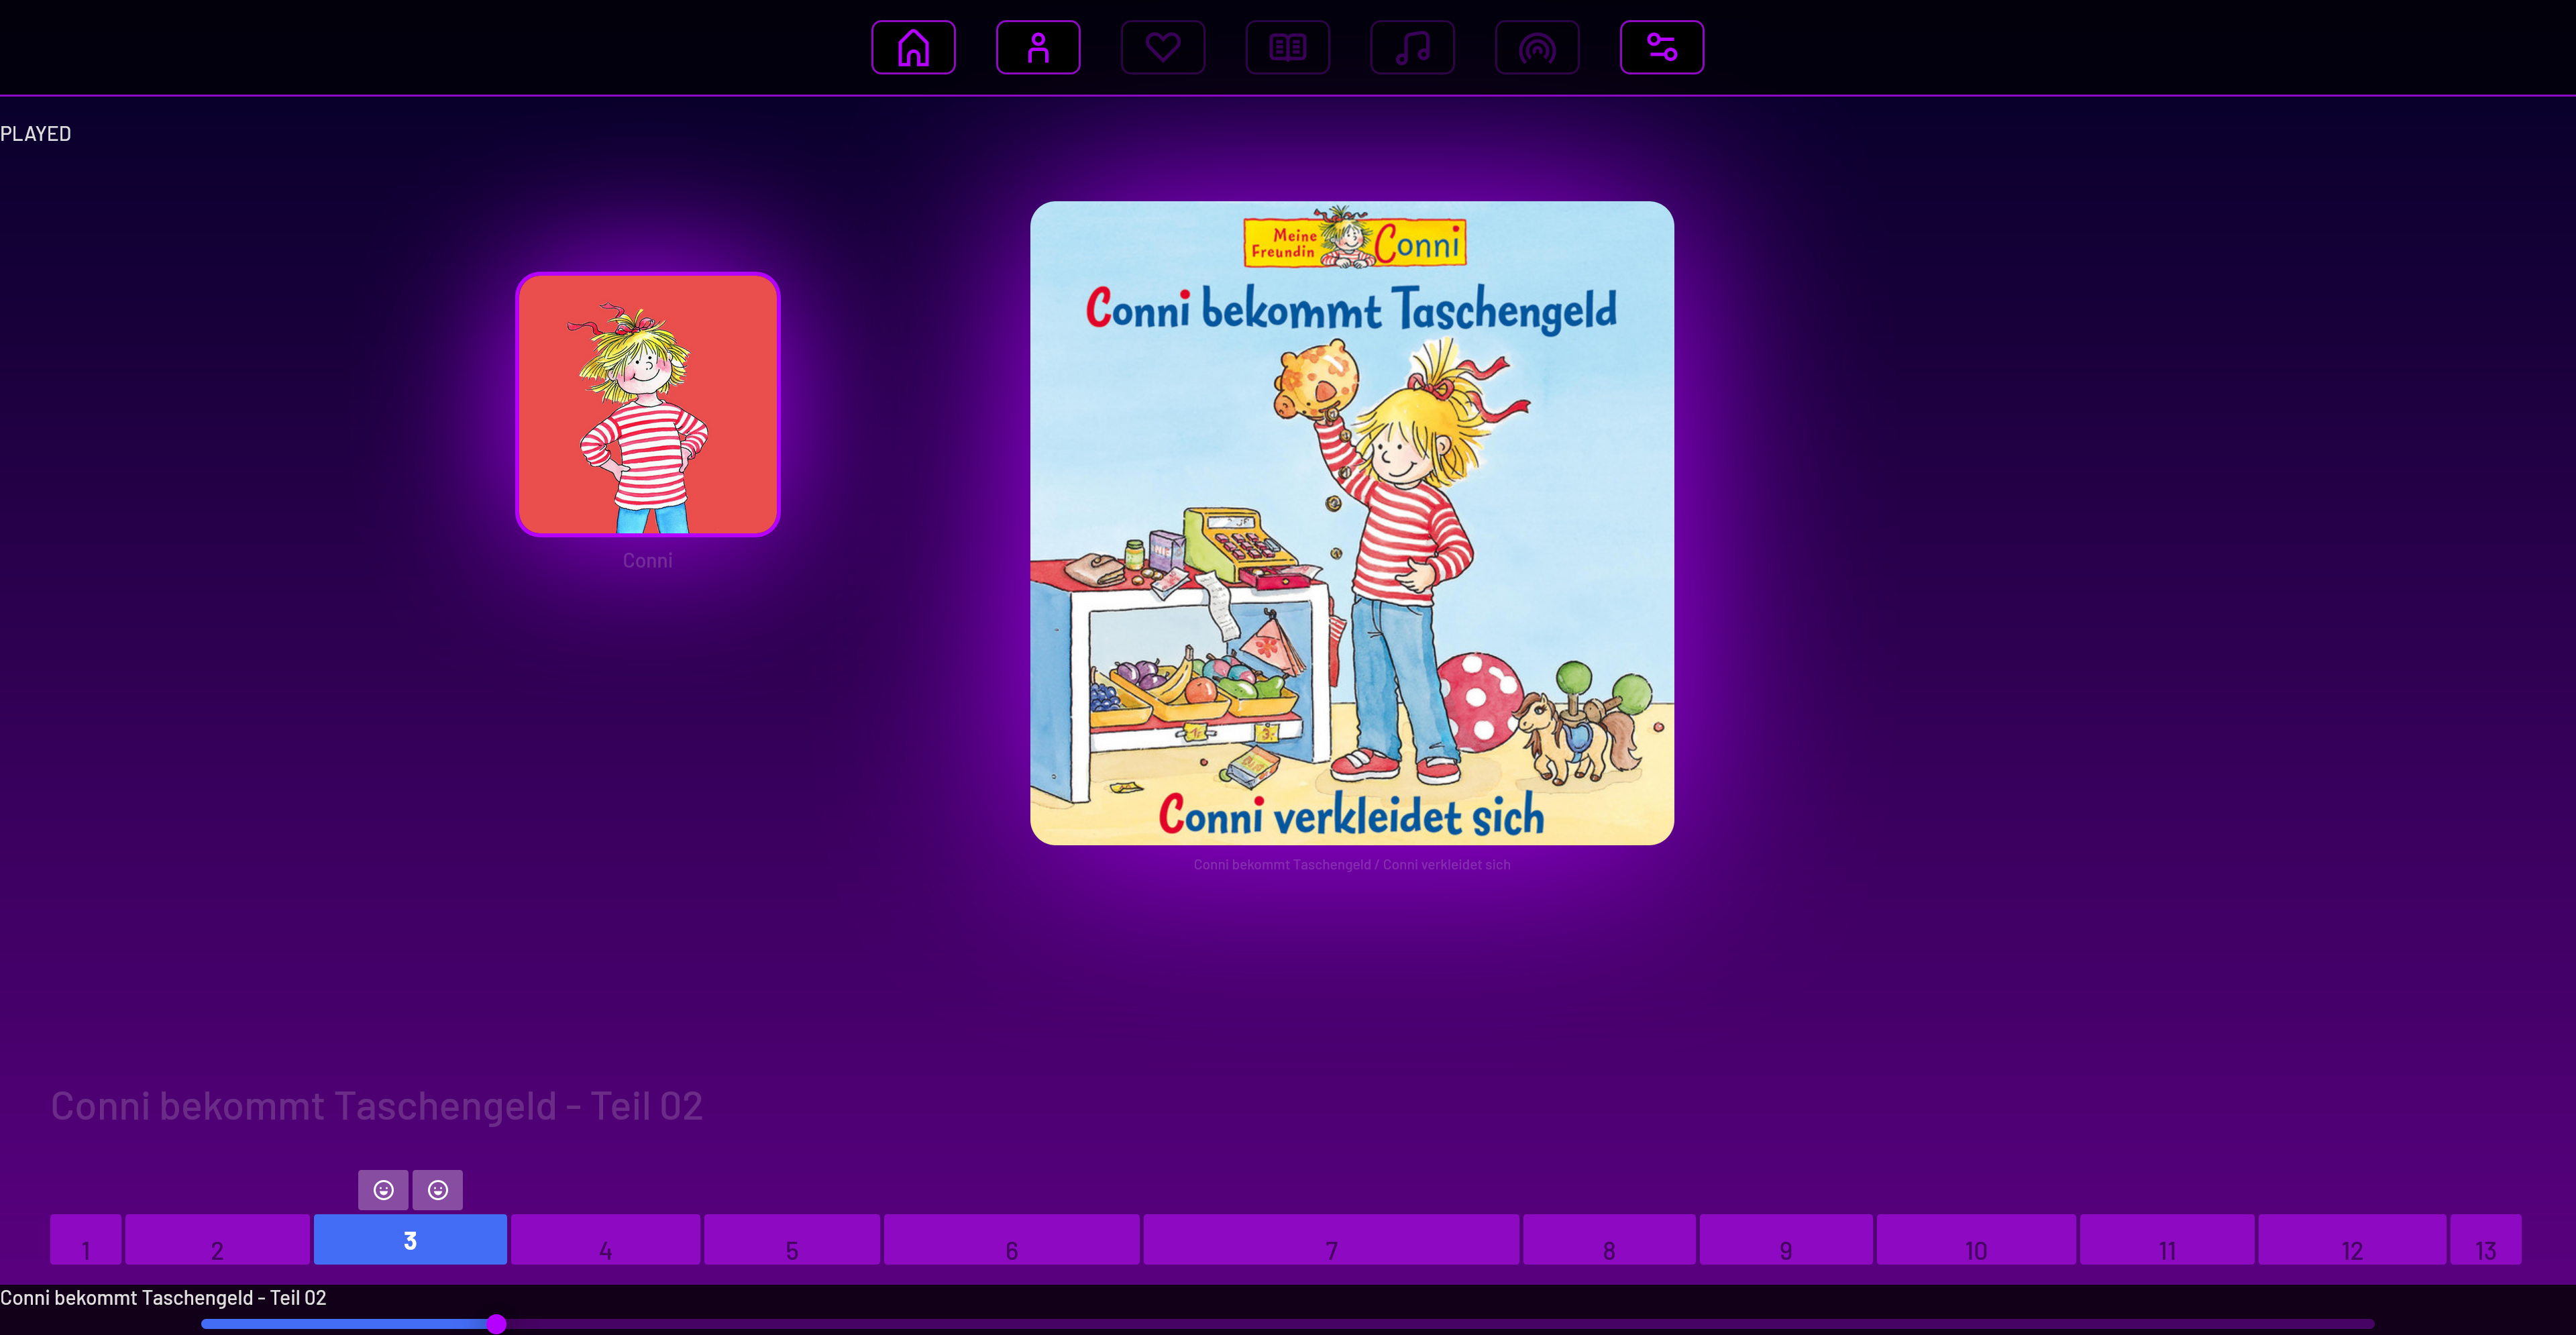 PLAYED
Meine
Freundin
Conni
Conni bekommt Taschengeld
Conni verkleidet sich
Conni
Conni bekommt Taschengeld / Conni verkleidet sich
Conni bekommt Taschengeld - Teil 02
1 2 3 4 5 6 7 8 9 10 11 12 13
Conni bekommt Taschengeld - Teil 02